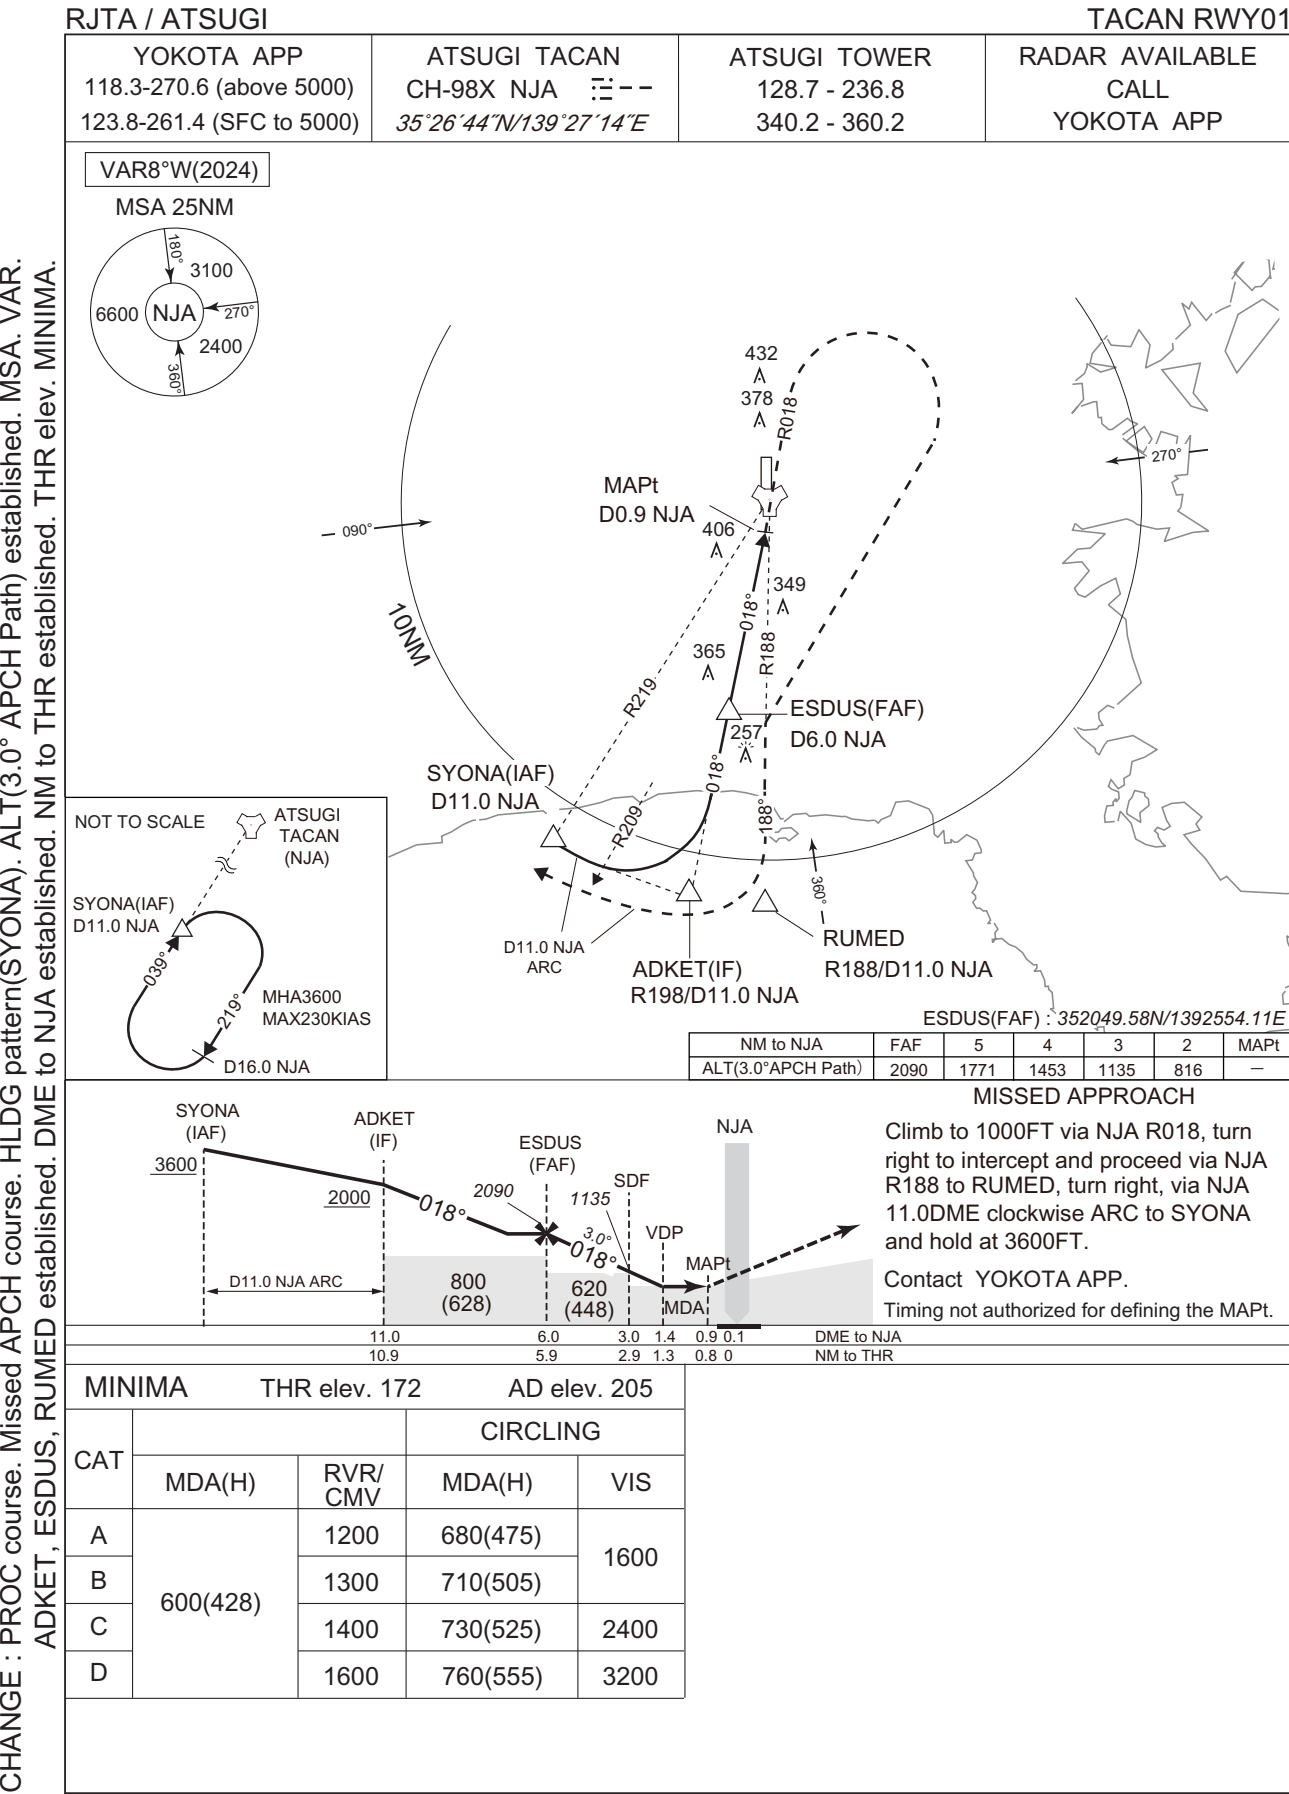 RJTA / ATSUGI
TACAN RWY01
YOKOTA APP
118.3-270.6 (above 5000)
123.8-261.4 (SFC to 5000)
ATSUGI TACAN
CH-98X NJA
35°26´44˝N/139°27´14˝E
ATSUGI TOWER
128.7 - 236.8
340.2 - 360.2
RADAR AVAILABLE
CALL
YOKOTA APP
CHANGE : PROC course. Missed APCH course. HLDG pattern(SYONA). ALT(3.0° APCH Path) established. MSA. VAR.
ADKET, ESDUS, RUMED established. DME to NJA established. NM to THR established. THR elev. MINIMA.
VAR8°W(2024)
MSA 25NM
180°
3100
6600
NJA
270°
2400
360°
432
378
R018
MAPt
D0.9 NJA
406
090°
270°
349
018°
10NM
R188
365
R219
ESDUS(FAF)
D6.0 NJA
257
018°
SYONA(IAF)
D11.0 NJA
188°
R209
360°
D11.0 NJA
ARC
ADKET(IF)
R198/D11.0 NJA
RUMED
R188/D11.0 NJA
NOT TO SCALE
ATSUGI
TACAN
(NJA)
SYONA(IAF)
D11.0 NJA
039°
219°
MHA3600
MAX230KIAS
D16.0 NJA
ESDUS(FAF) : 352049.58N/1392554.11E
NM to NJA FAF 5 4 3 2 MAPt
ALT(3.0°APCH Path) 2090 1771 1453 1135 816 —
SYONA
(IAF)
3600
ADKET
(IF)
2000
018°
ESDUS
(FAF)
2090
1135
SDF
3.0°
018°
VDP
MAPt
NJA
D11.0 NJA ARC
800
(628)
620
(448)
MDA
11.0 6.0 3.0 1.4 0.9 0.1 DME to NJA
10.9 5.9 2.9 1.3 0.8 0 NM to THR
MISSED APPROACH
Climb to 1000FT via NJA R018, turn
right to intercept and proceed via NJA
R188 to RUMED, turn right, via NJA
11.0DME clockwise ARC to SYONA
and hold at 3600FT.
Contact YOKOTA APP.
Timing not authorized for defining the MAPt.
MINIMA THR elev. 172 AD elev. 205
CAT
CIRCLING
MDA(H)
RVR/
CMV
MDA(H)
VIS
A 1200 680(475)
1600
B 1300 710(505)
600(428)
C 1400 730(525) 2400
D 1600 760(555) 3200